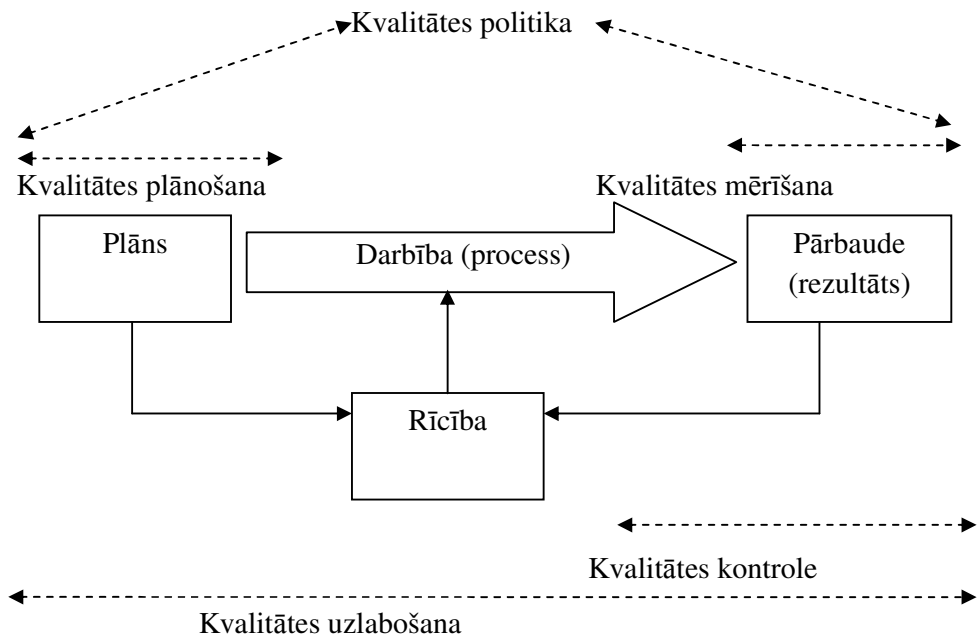 Kvalitātes politika
Kvalitātes plānošana
Kvalitātes mērīšana
Plāns
Darbība (process)
Pārbaude
(rezultāts)
Rīcība
Kvalitātes kontrole
Kvalitātes uzlabošana